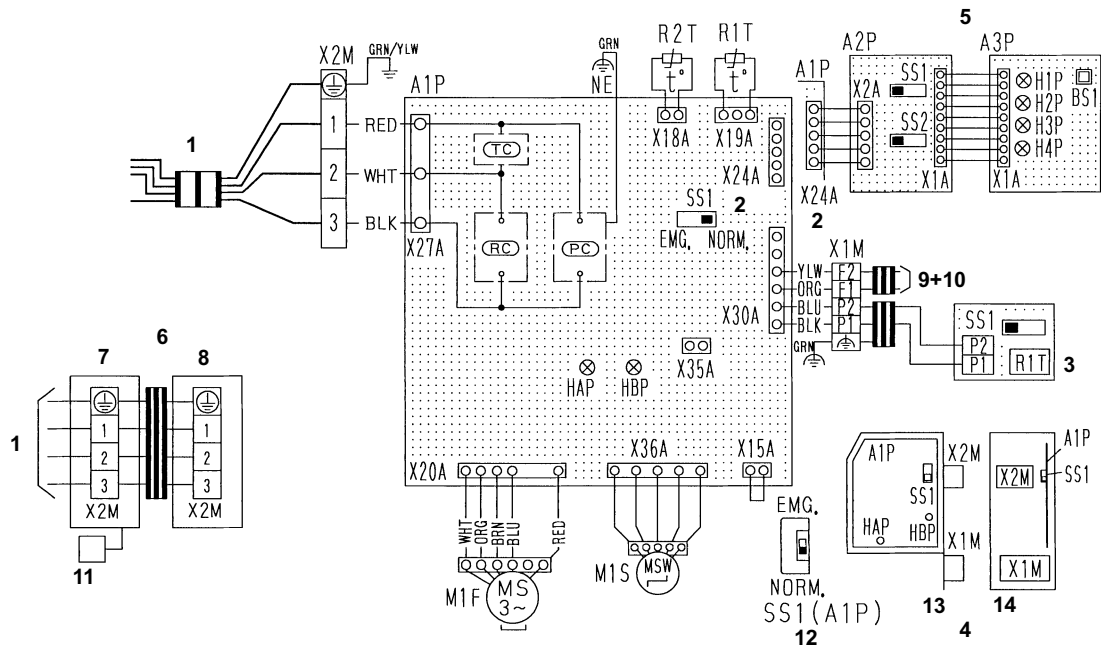 5
X2M
GRN/YLW
GRN
R2T
R1T
A2P
A3P
t°
t°
A1P
SS1
H1P
BS1
NE
A1P
X2A
H2P
1
RED
X18A
X19A
SS2
H3P
1
TC
H4P
2
WHT
X24A
X24A
X1A
X1A
SS1
2
2
3
BLK
X27A
RC
PC
EMG.
NORM.
X1M
YLW
F2
9+10
ORG
F1
BLU
P2
X30A
BLK
P1
SS1
6
GRN
P2
7
8
X35A
P1
R1T
3
HAP
HBP
1
1
1
2
2
3
3
X2M
X2M
11
X20A
X36A
X15A
WHT
ORG
BRN
BLU
RED
M1F
MS
3~
M1S
MSW
EMG.
NORM.
SS1(A1P)
12
A1P
X2M
SS1
HAP
HBP
X1M
13
A1P
X2M
SS1
X1M
14
4